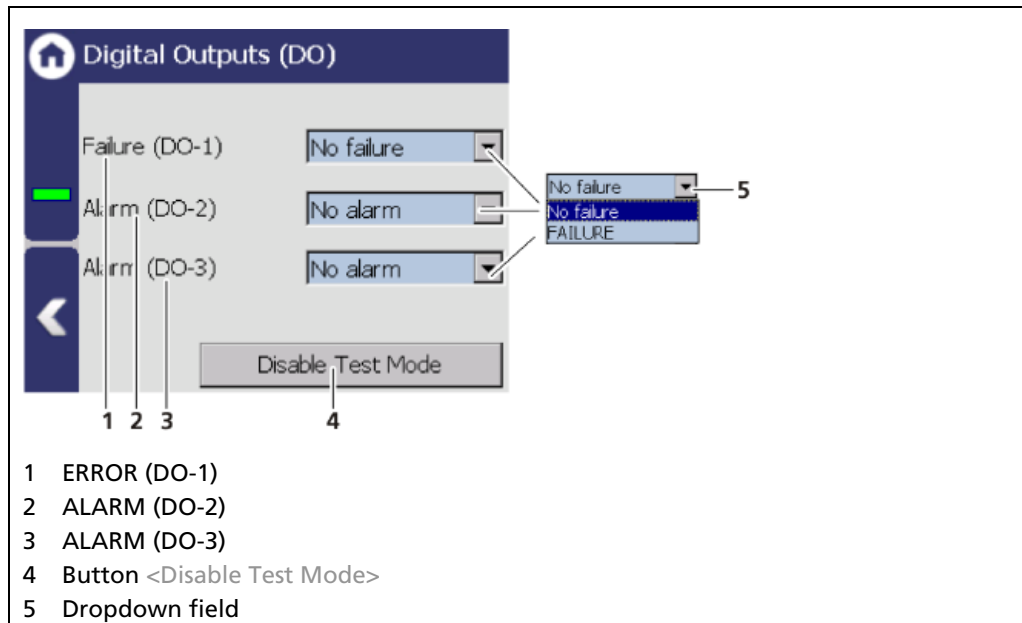 Digital Outputs (DO)
Failure (DO-1)
No failure
No failure
5
No failure
FAILURE
Alarm (DO-2)
No alarm
Alarm (DO-3)
No alarm
Disable Test Mode
1 2 3 4
1 ERROR (DO-1)
2 ALARM (DO-2)
3 ALARM (DO-3)
4 Button <Disable Test Mode>
5 Dropdown field